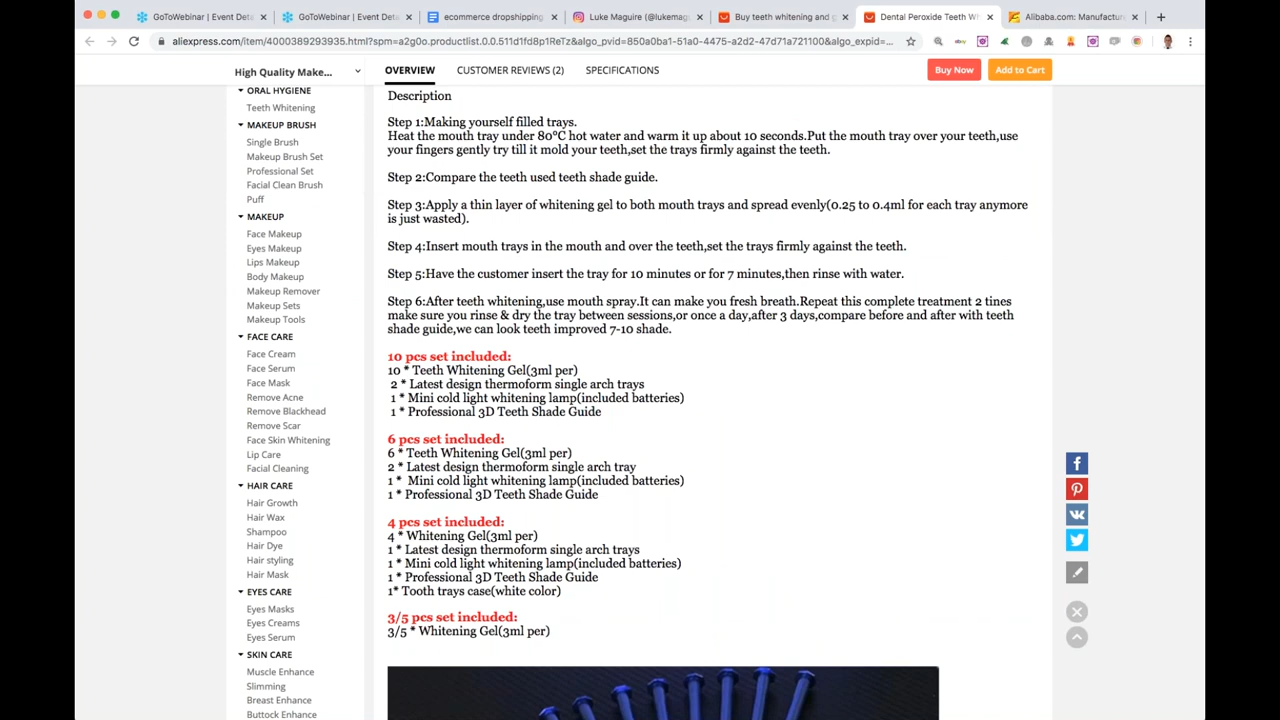 GoToWebinar | Event Deta
GoToWebinar | Event Deta
ecommerce dropshipping
Luke Maguire (@lukemag
Buy teeth whitening and g
Dental Peroxide Teeth Wh
Alibaba.com: Manufactur
aliexpress.com/item/4000389293935.html?spm=a2g0o.productlist.0.0.511d1fd8p1ReTz&algo_pvid=850a0ba1-51a0-4475-a2d2-47d71a721100&algo_expid=...
High Quality Make...
OVERVIEW
CUSTOMER REVIEWS (2)
SPECIFICATIONS
Buy Now
Add to Cart
ORAL HYGIENE
Teeth Whitening
MAKEUP BRUSH
Single Brush
Makeup Brush Set
Professional Set
Facial Clean Brush
Puff
MAKEUP
Face Makeup
Eyes Makeup
Lips Makeup
Body Makeup
Makeup Remover
Makeup Sets
Makeup Tools
FACE CARE
Face Cream
Face Serum
Face Mask
Remove Acne
Remove Blackhead
Remove Scar
Face Skin Whitening
Lip Care
Facial Cleaning
HAIR CARE
Hair Growth
Hair Wax
Shampoo
Hair Dye
Hair styling
Hair Mask
EYES CARE
Eyes Masks
Eyes Creams
Eyes Serum
SKIN CARE
Muscle Enhance
Slimming
Breast Enhance
Buttock Enhance
Description
Step 1:Making yourself filled trays.
Heat the mouth tray under 80°C hot water and warm it up about 10 seconds.Put the mouth tray over your teeth,use
your fingers gently try till it mold your teeth,set the trays firmly against the teeth.
Step 2:Compare the teeth used teeth shade guide.
Step 3:Apply a thin layer of whitening gel to both mouth trays and spread evenly(0.25 to 0.4ml for each tray anymore
is just wasted).
Step 4:Insert mouth trays in the mouth and over the teeth,set the trays firmly against the teeth.
Step 5:Have the customer insert the tray for 10 minutes or for 7 minutes,then rinse with water.
Step 6:After teeth whitening,use mouth spray.It can make you fresh breath.Repeat this complete treatment 2 tines
make sure you rinse & dry the tray between sessions,or once a day,after 3 days,compare before and after with teeth
shade guide,we can look teeth improved 7-10 shade.
10 pcs set included:
10 * Teeth Whitening Gel(3ml per)
2 * Latest design thermoform single arch trays
1 * Mini cold light whitening lamp(included batteries)
1 * Professional 3D Teeth Shade Guide
6 pcs set included:
6 * Teeth Whitening Gel(3ml per)
2 * Latest design thermoform single arch tray
1 * Mini cold light whitening lamp(included batteries)
1 * Professional 3D Teeth Shade Guide
4 pcs set included:
4 * Whitening Gel(3ml per)
1 * Latest design thermoform single arch trays
1 * Mini cold light whitening lamp(included batteries)
1 * Professional 3D Teeth Shade Guide
1* Tooth trays case(white color)
3/5 pcs set included:
3/5 * Whitening Gel(3ml per)